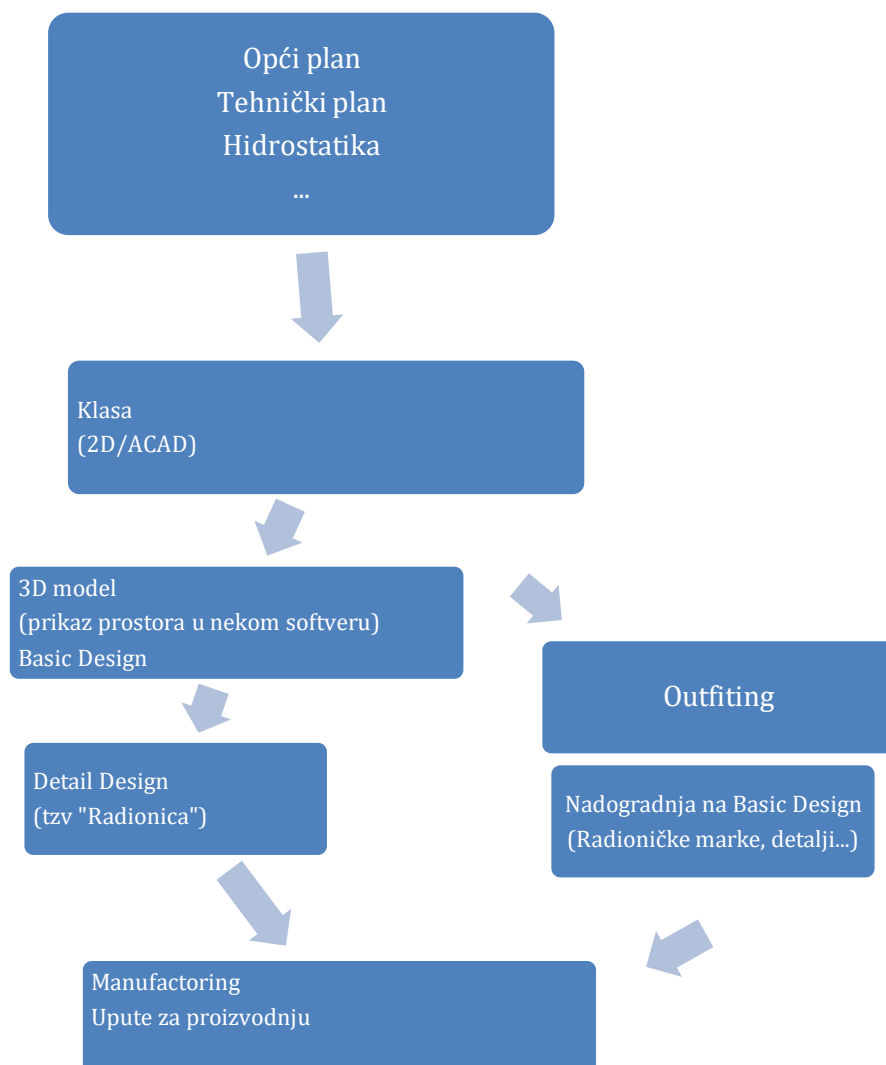 Opći plan
Tehnički plan
Hidrostatika
...
Klasa
(2D/ACAD)
3D model
(prikaz prostora u nekom softveru)
Basic Design
Outfiting
Detail Design
(tzv "Radionica")
Nadogradnja na Basic Design
(Radioničke marke, detalji...)
Manufactoring
Upute za proizvodnju